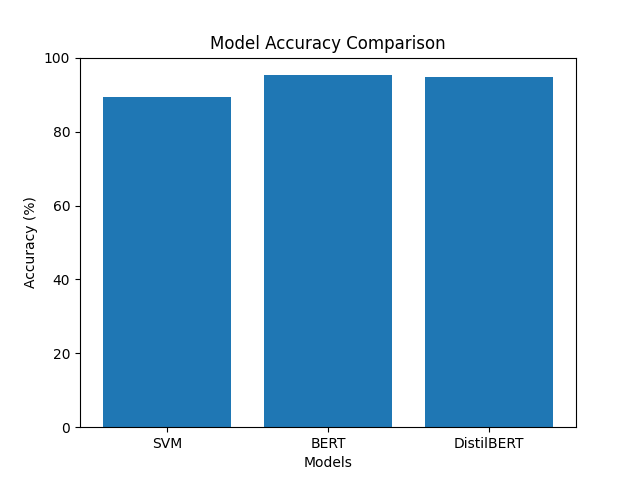 Model Accuracy Comparison
100
80
60
40
20
0
Accuracy (%)
SVM BERT DistilBERT
Models